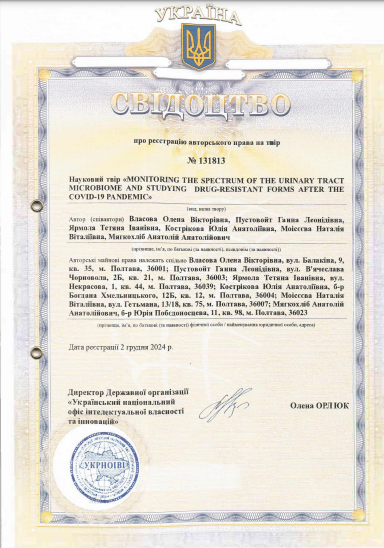 УКРАЇНА
СВІДОЦТВО
про реєстрацію авторського права на твір
№ 131813
Науковий твір «MONITORING THE SPECTRUM OF THE URINARY TRACT
MICROBIOME AND STUDYING DRUG-RESISTANT FORMS AFTER THE
COVID-19 PANDEMIC»
(вид, назва твору)
Автор (співавтори) Власова Олена Вікторівна, Пустовойт Ганна Леонідівна,
Ярмола Тетяна Іванівна, Кострікова Юлія Анатоліївна, Моісєєва Наталія
Віталіївна, Мягкохліб Анатолій Анатолійович
(прізвище, ім'я, по батькові (за наявності), псевдонім (за наявності))
Авторські майнові права належать спільно Власова Олена Вікторівна, вул. Балакіна, 9,
кв. 35, м. Полтава, 36001; Пустовойт Ганна Леонідівна, вул. В'ячеслава
Чорновола, 2Б, кв. 21, м. Полтава, 36003; Ярмола Тетяна Іванівна, вул.
Некрасова, 1, кв. 44, м. Полтава, 36039; Кострікова Юлія Анатоліївна, б-р
Богдана Хмельницького, 12Б, кв. 12, м. Полтава, 36004; Моісєєва Наталія
Віталіївна, вул. Гетьмана, 13/18, кв. 75, м. Полтава, 36007; Мягкохліб Анатолій
Анатолійович, б-р Юрія Побєдоносцева, 11, кв. 98, м. Полтава, 36023
(прізвище, ім'я, по батькові (за наявності) фізичної особи / найменування юридичної особи, адреса)
Дата реєстрації 2 грудня 2024 р.
Директор Державної організації
«Український національний
офіс інтелектуальної власності
та інновацій»
Олена ОРЛЮК
УКРНОІВІ